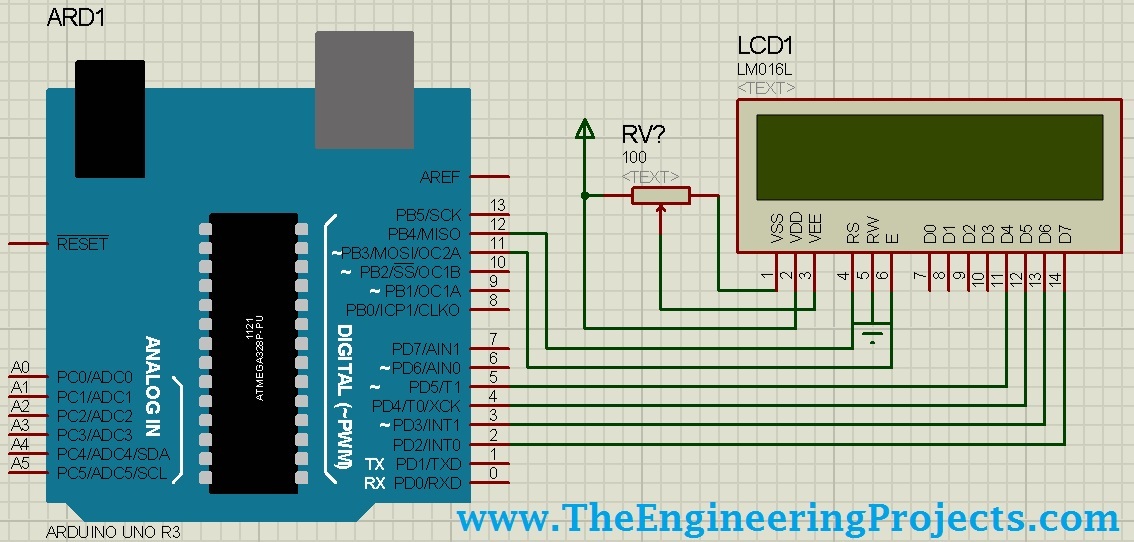 ARD1
ARDUINO UNO R3
RESET
AREF
PB5/SCK 13
PB4/MISO 12
~PB3/MOSI/OC2A 11
~ PB2/SS/OC1B 10
~ PB1/OC1A 9
PB0/ICP1/CLKO 8
PD7/AIN1 7
~PD6/AIN0 6
~ PD5/T1 5
PD4/T0/XCK 4
~PD3/INT1 3
PD2/INT0 2
TX PD1/TXD 1
RX PD0/RXD 0
A0 PC0/ADC0
A1 PC1/ADC1
A2 PC2/ADC2
A3 PC3/ADC3
A4 PC4/ADC4/SDA
A5 PC5/ADC5/SCL
ANALOG IN
1121
ATMEGA328P-PU
DIGITAL (~PWM)
RV?
100
<TEXT>
LCD1
LM016L
<TEXT>
VSS VDD VEE RS RW E D0 D1 D2 D3 D4 D5 D6 D7
1 2 3 4 5 6 7 8 9 10 11 12 13 14
www.TheEngineeringProjects.com